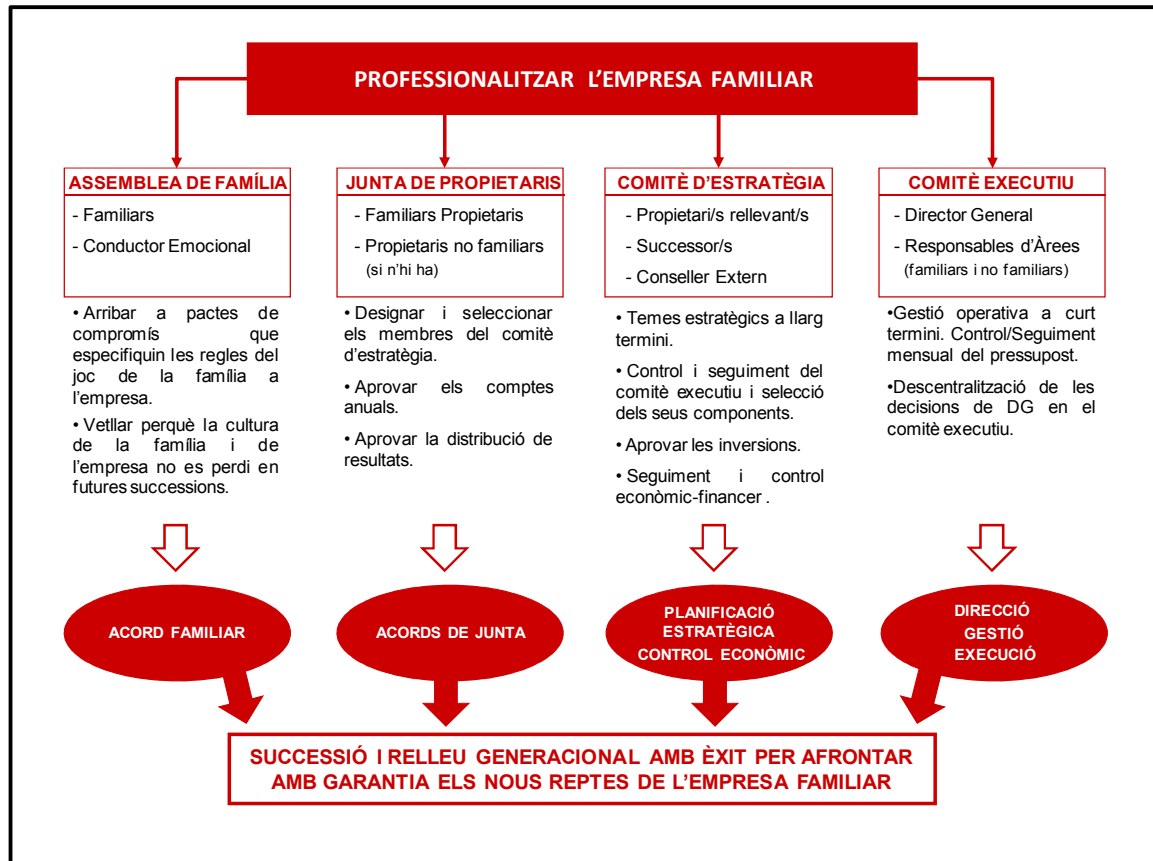 PROFESSIONALITZAR L'EMPRESA FAMILIAR
ASSEMBLEA DE FAMÍLIA
- Familiars
- Conductor Emocional
• Arribar a pactes de
compromís que
especifiquin les regles del
joc de la família a
l'empresa.
• Vetllar perquè la cultura
de la família i de
l'empresa no es perdi en
futures successions.
ACORD FAMILIAR
JUNTA DE PROPIETARIS
- Familiars Propietaris
- Propietaris no familiars
(si n'hi ha)
• Designar i seleccionar
els membres del comitè
d'estratègia.
• Aprovar els comptes
anuals.
• Aprovar la distribució de
resultats.
ACORDS DE JUNTA
COMITÈ D'ESTRATÈGIA
- Propietari/s rellevant/s
- Successor/s
- Conseller Extern
• Temes estratègics a llarg
termini.
• Control i seguiment del
comitè executiu i selecció
dels seus components.
• Aprovar les inversions.
• Seguiment i control
econòmic-financer .
PLANIFICACIÓ
ESTRATÈGICA
CONTROL ECONÒMIC
COMITÈ EXECUTIU
- Director General
- Responsables d'Àrees
(familiars i no familiars)
•Gestió operativa a curt
termini. Control/Seguiment
mensual del pressupost.
•Descentralització de les
decisions de DG en el
comitè executiu.
DIRECCIÓ
GESTIÓ
EXECUCIÓ
SUCCESSIÓ I RELLEU GENERACIONAL AMB ÈXIT PER AFRONTAR
AMB GARANTIA ELS NOUS REPTES DE L'EMPRESA FAMILIAR